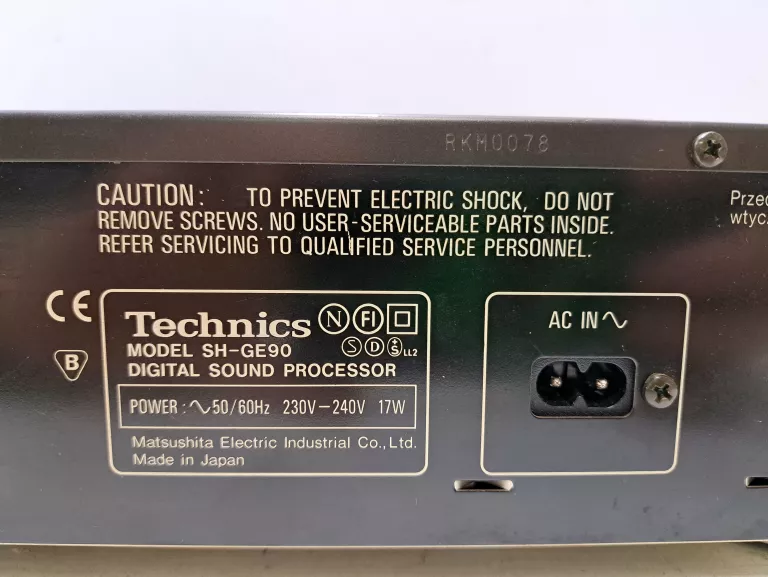 RKM0078
CAUTION: TO PREVENT ELECTRIC SHOCK, DO NOT
REMOVE SCREWS. NO USER-SERVICEABLE PARTS INSIDE.
REFER SERVICING TO QUALIFIED SERVICE PERSONNEL.
Przed
wtyc
CE
B
Technics N FI
MODEL SH-GE90 S D S LL2
DIGITAL SOUND PROCESSOR
POWER: ∿50/60Hz 230V-240V 17W
Matsushita Electric Industrial Co., Ltd.
Made in Japan
AC IN∿